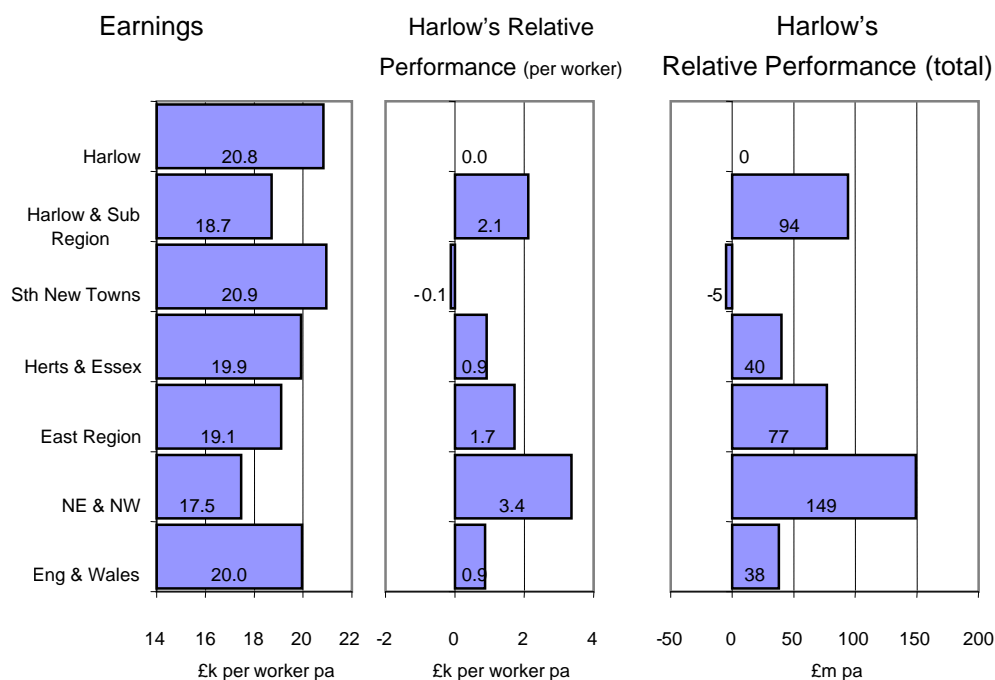 Earnings
Harlow’s Relative
Performance (per worker)
Harlow’s
Relative Performance (total)
Harlow
20.8
0.0
0
Harlow & Sub
Region
18.7
2.1
94
Sth New Towns
20.9
-0.1
-5
Herts & Essex
19.9
0.9
40
East Region
19.1
1.7
77
NE & NW
17.5
3.4
149
Eng & Wales
20.0
0.9
38
14 16 18 20 22
-2 0 2 4
-50 0 50 100 150 200
£k per worker pa
£k per worker pa
£m pa